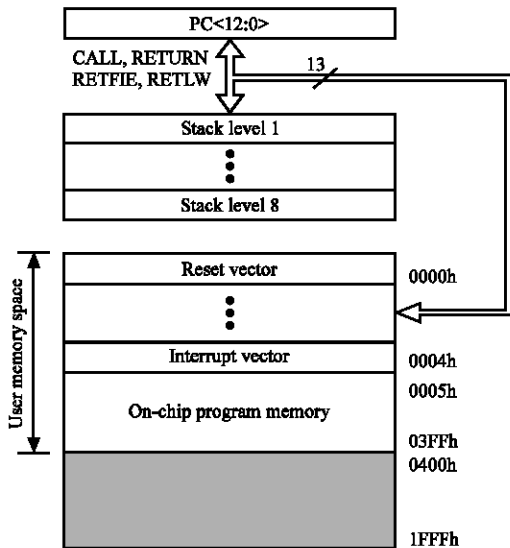 PC<12:0>
CALL, RETURN
RETFIE, RETLW
13
Stack level 1
Stack level 8
User memory space
Reset vector
0000h
Interrupt vector
0004h
0005h
On-chip program memory
03FFh
0400h
1FFFh